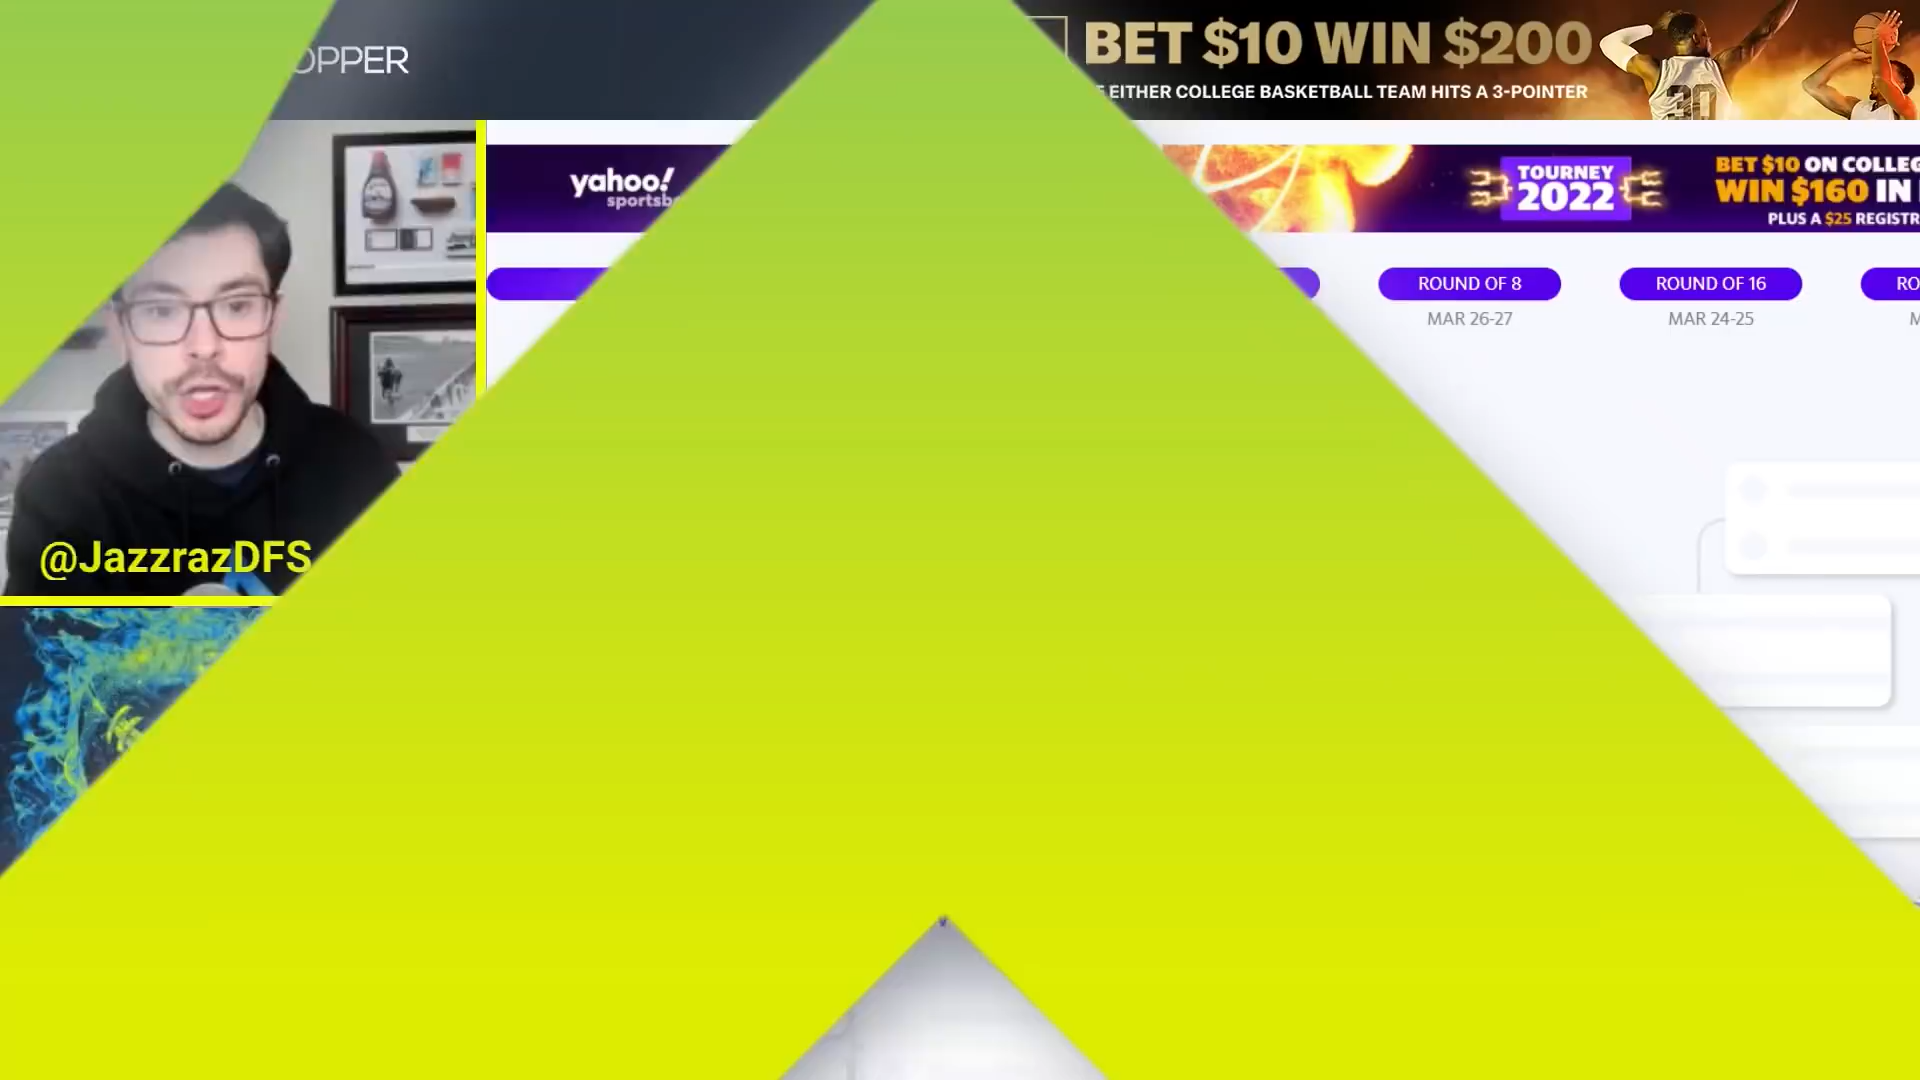 OPPER
BET $10 WIN $200
EITHER COLLEGE BASKETBALL TEAM HITS A 3-POINTER
30
yahoo!
sportsb
TOURNEY
2022
BET $10 ON COLLEG
WIN $160 IN
PLUS A $25 REGISTR
ROUND OF 8
ROUND OF 16
RO
MAR 26-27
MAR 24-25
M
@JazzrazDFS